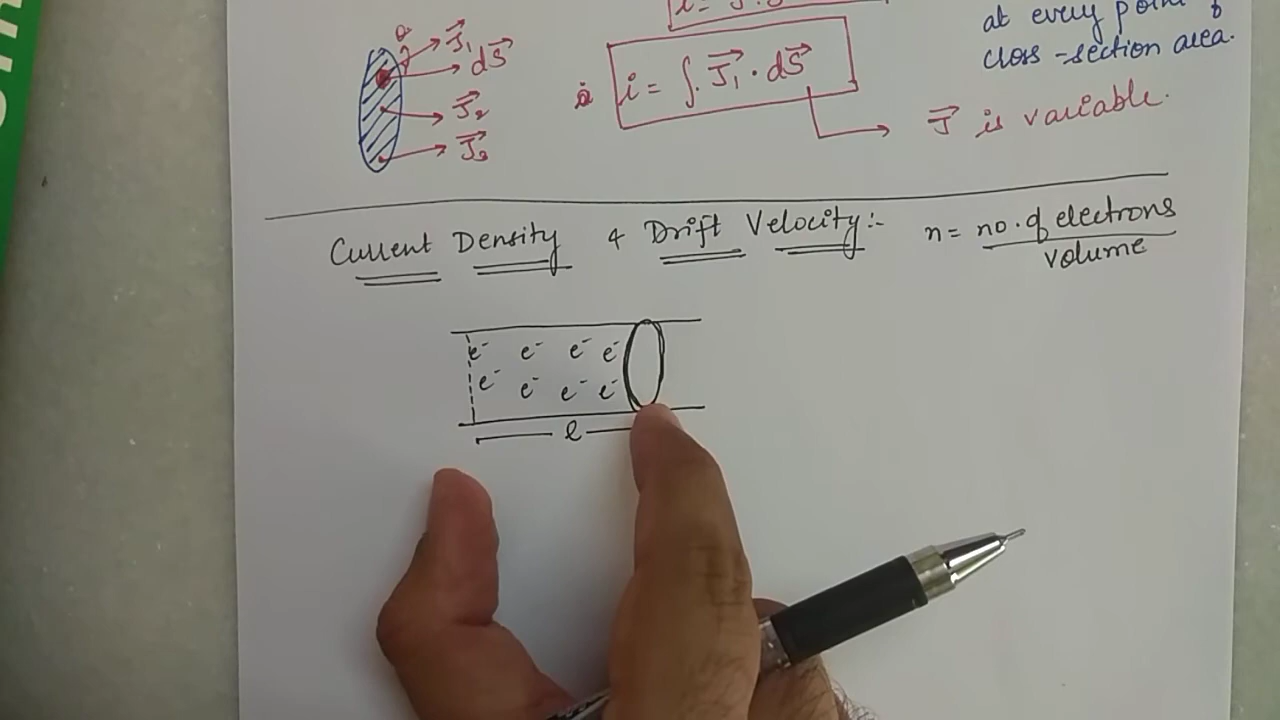 at every point of
cross-section area.
θ
J⃗₁
dS⃗
J⃗₂
J⃗₃
i = ∫. J⃗₁ · dS⃗
J⃗ is variable.
Current Density & Drift Velocity :-
n = no. of electrons
volume
e⁻ e⁻ e⁻ e⁻
e⁻ e⁻ e⁻ e⁻
l